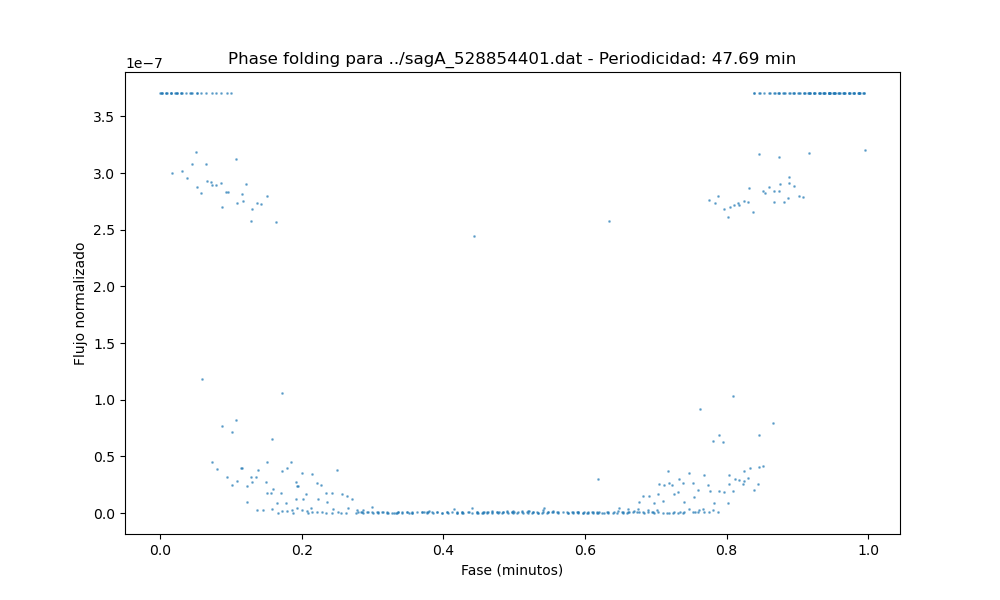 Phase folding para ../sagA_528854401.dat - Periodicidad: 47.69 min
1e−7
3.5
3.0
2.5
2.0
1.5
1.0
0.5
0.0
Flujo normalizado
0.0 0.2 0.4 0.6 0.8 1.0
Fase (minutos)